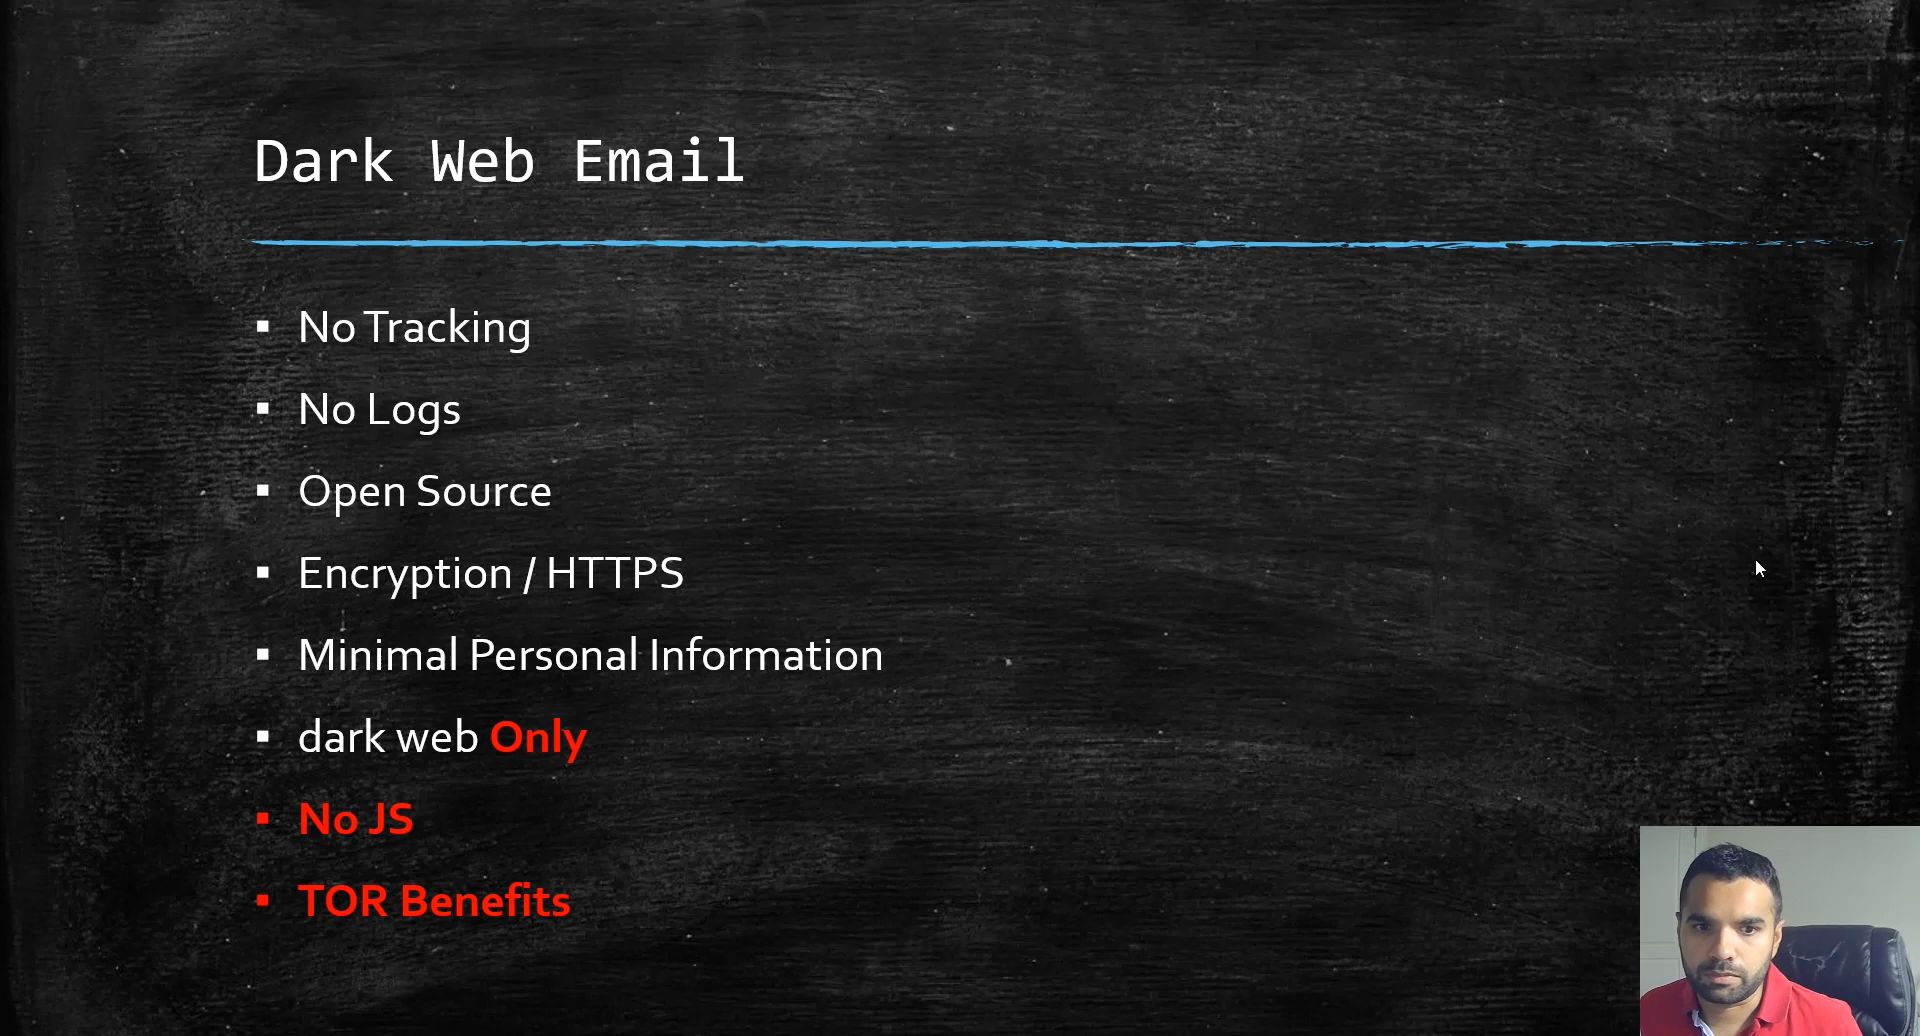 Dark Web Email
No Tracking
No Logs
Open Source
Encryption / HTTPS
Minimal Personal Information
dark web Only
No JS
TOR Benefits